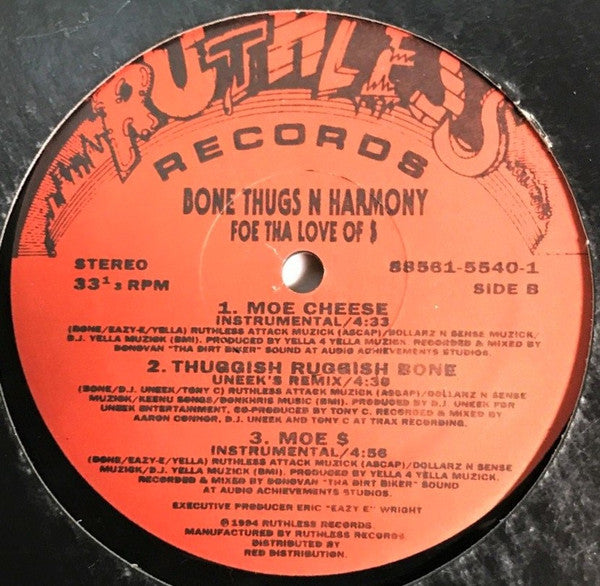 RUTHLESS
RECORDS
BONE THUGS N HARMONY
FOE THA LOVE OF $
STEREO
33 1/3 RPM
88561-5540-1
SIDE B
1. MOE CHEESE
INSTRUMENTAL/4:33
(BONE/EAZY-E/YELLA) RUTHLESS ATTACK MUZICK (ASCAP)/DOLLARZ N SENSE MUZICK/
D.J. YELLA MUZICK (BMI). PRODUCED BY YELLA 4 YELLA MUZICK. RECORDED & MIXED BY
DONOVAN "THA DIRT BIKER" SOUND AT AUDIO ACHIEVEMENTS STUDIOS.
2. THUGGISH RUGGISH BONE
UNEEK'S REMIX/4:38
(BONE/D.J. UNEEK/TONY C) RUTHLESS ATTACK MUZICK (ASCAP)/DOLLARZ N SENSE
MUZICK/KEENU SONGS/DONKHRIS MUSIC (BMI). PRODUCED BY D.J. UNEEK FOR
UNEEK ENTERTAINMENT, CO-PRODUCED BY TONY C. RECORDED & MIXED BY
AARON CONNOR, D.J. UNEEK AND TONY C AT TRAX RECORDING.
3. MOE $
INSTRUMENTAL/4:56
(BONE/EAZY-E/YELLA) RUTHLESS ATTACK MUZICK (ASCAP)/DOLLARZ N SENSE
MUZICK/D.J. YELLA MUZICK (BMI). PRODUCED BY YELLA 4 YELLA MUZICK.
RECORDED & MIXED BY DONOVAN "THA DIRT BIKER" SOUND
AT AUDIO ACHIEVEMENTS STUDIOS.
EXECUTIVE PRODUCER ERIC "EAZY E" WRIGHT
℗ 1994 RUTHLESS RECORDS
MANUFACTURED BY RUTHLESS RECORDS
DISTRIBUTED BY
RED DISTRIBUTION.